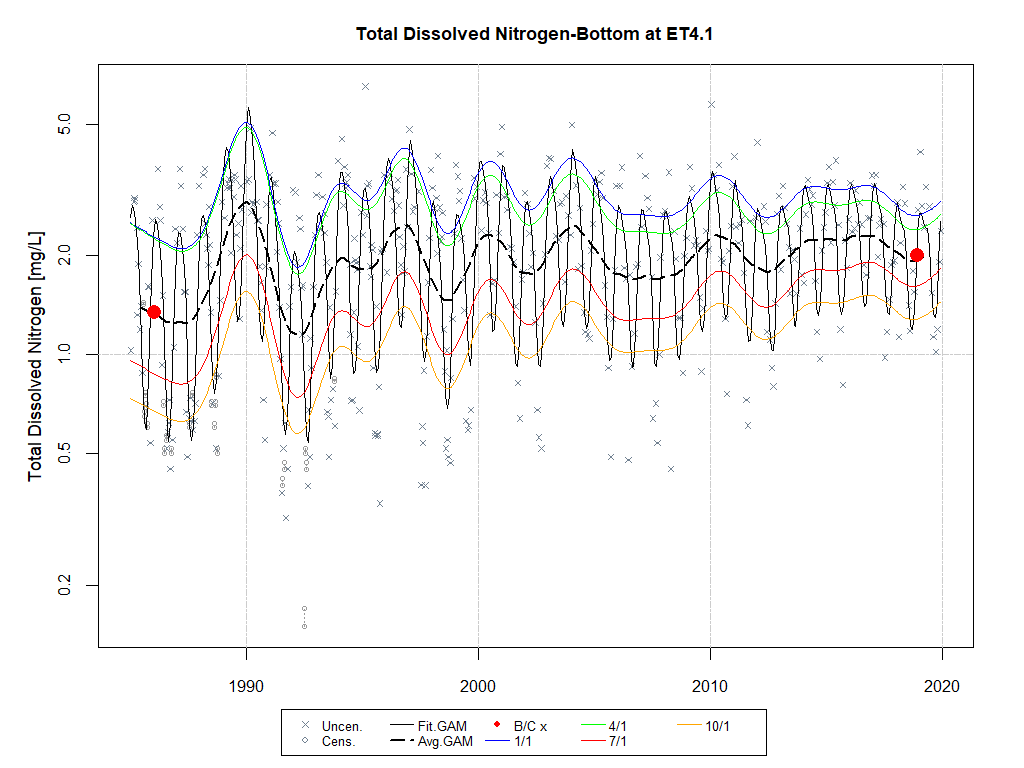 Total Dissolved Nitrogen-Bottom at ET4.1
Total Dissolved Nitrogen [mg/L]
5.0
2.0
1.0
0.5
0.2
1990 2000 2010 2020
Uncen. Fit.GAM B/C x 4/1 10/1
Cens. Avg.GAM 1/1 7/1